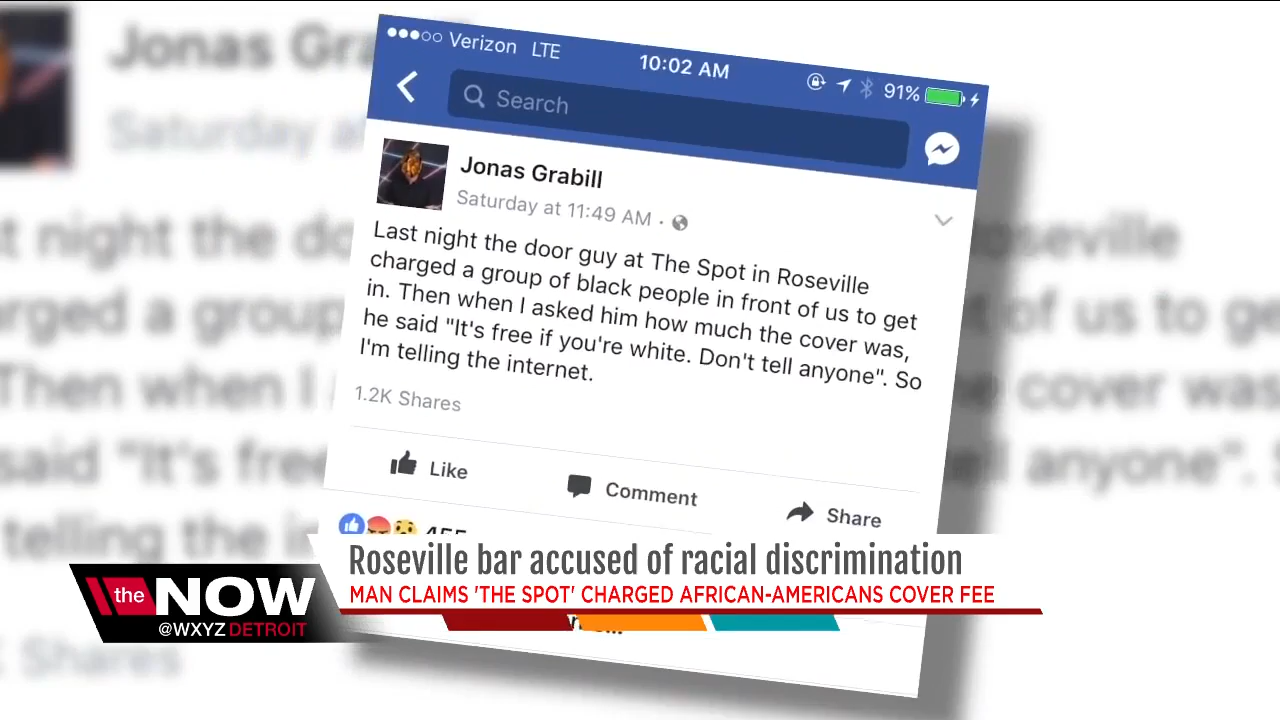 Verizon LTE
10:02 AM
91%
Search
Jonas Grabill
Saturday at 11:49 AM ·
Last night the door guy at The Spot in Roseville
charged a group of black people in front of us to get
in. Then when I asked him how much the cover was,
he said "It's free if you're white. Don't tell anyone". So
I'm telling the internet.
1.2K Shares
Like
Comment
Share
Roseville bar accused of racial discrimination
MAN CLAIMS 'THE SPOT' CHARGED AFRICAN-AMERICANS COVER FEE
the NOW
@WXYZ DETROIT